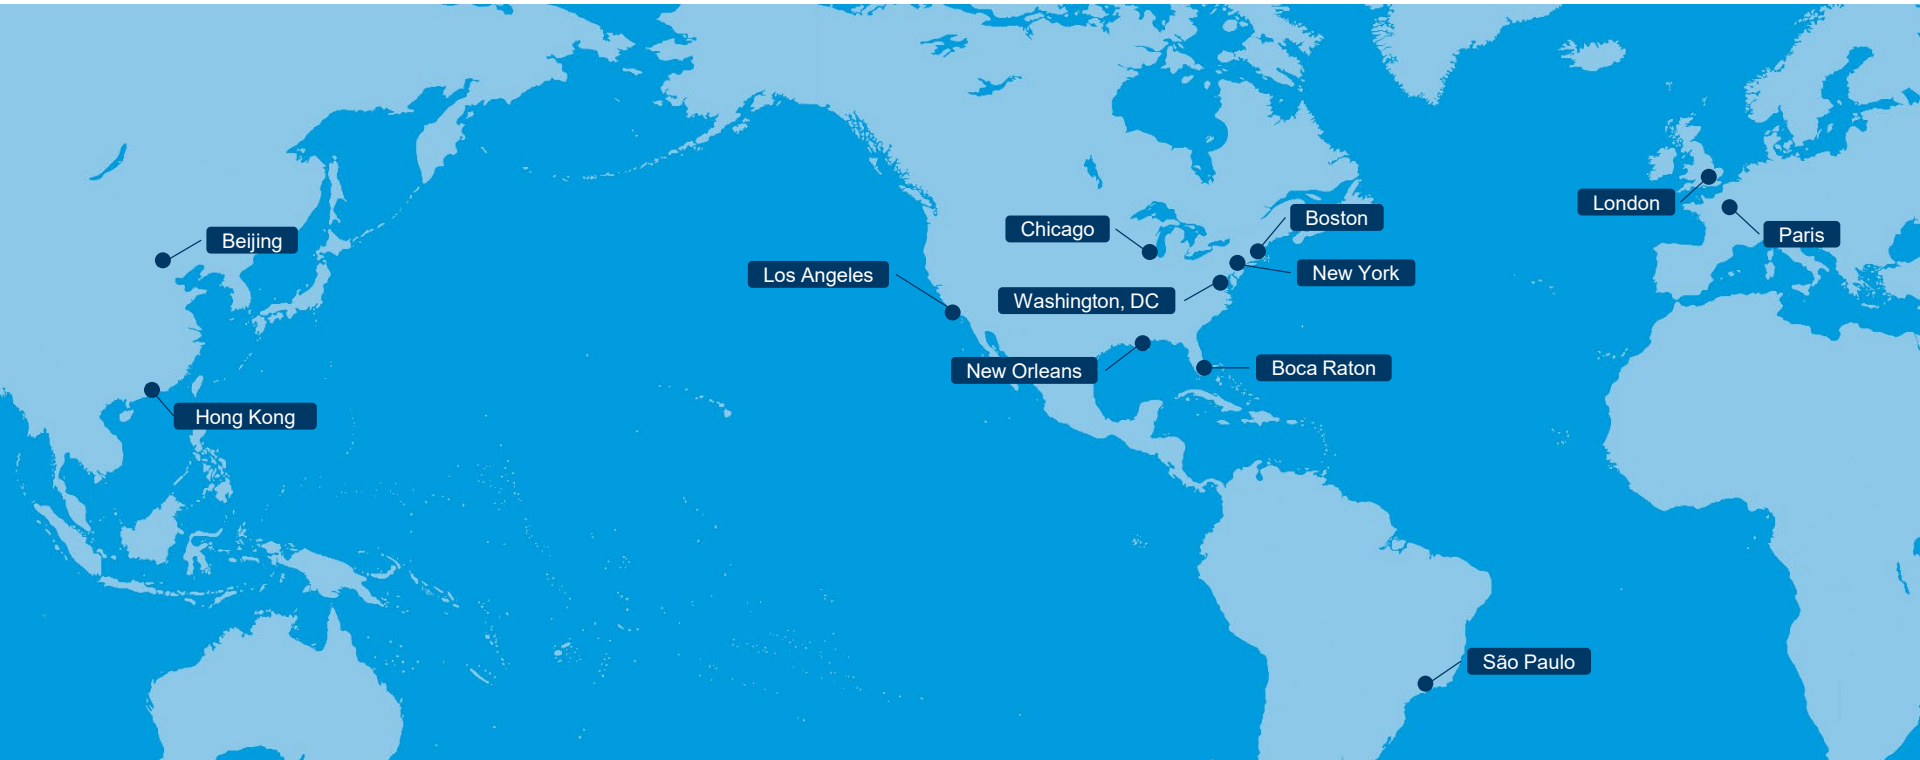 London
Boston
Chicago
Paris
Beijing
New York
Los Angeles
Washington, DC
Boca Raton
New Orleans
Hong Kong
São Paulo